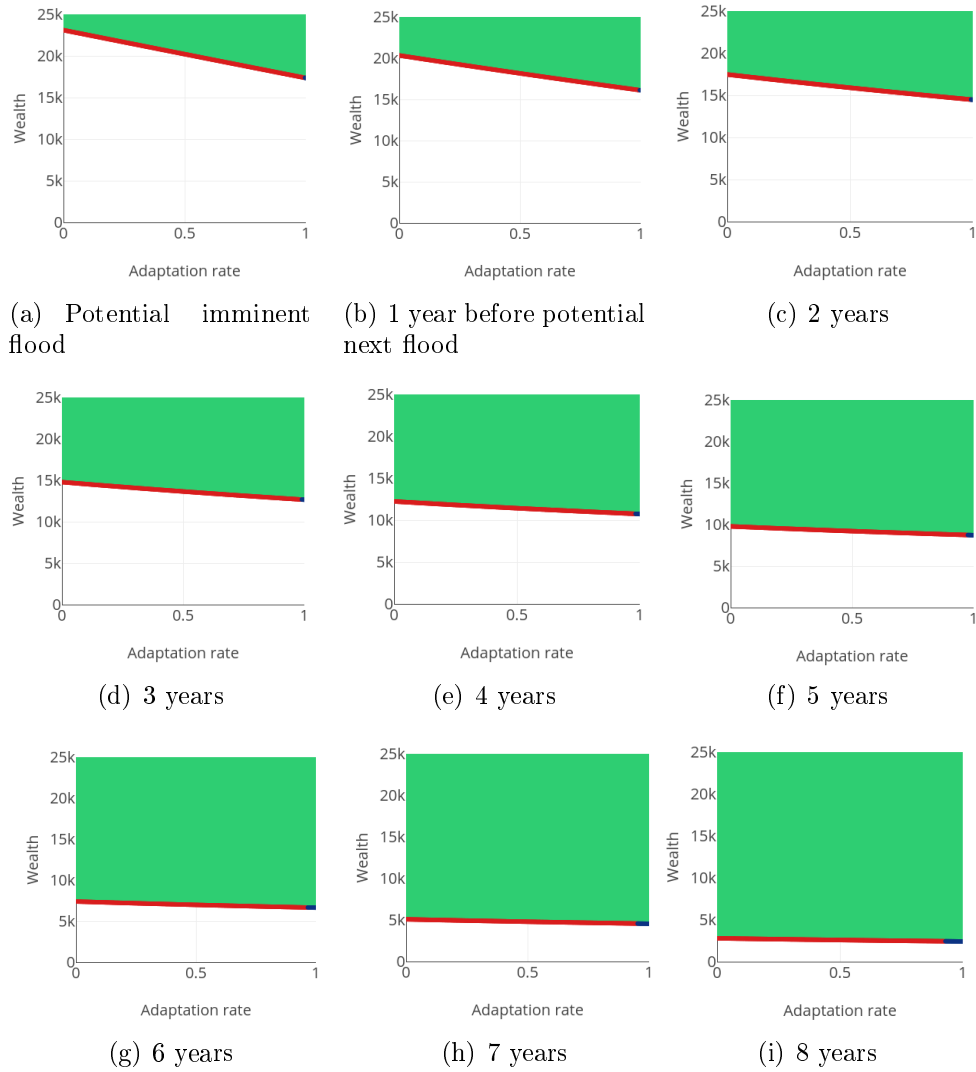 25k
20k
15k
10k
5k
0
0
0.5
1
Wealth
Adaptation rate
(a) Potential imminent
flood
25k
20k
15k
10k
5k
0
0
0.5
1
Wealth
Adaptation rate
(b) 1 year before potential
next flood
25k
20k
15k
10k
5k
0
0
0.5
1
Wealth
Adaptation rate
(c) 2 years
25k
20k
15k
10k
5k
0
0
0.5
1
Wealth
Adaptation rate
(d) 3 years
25k
20k
15k
10k
5k
0
0
0.5
1
Wealth
Adaptation rate
(e) 4 years
25k
20k
15k
10k
5k
0
0
0.5
1
Wealth
Adaptation rate
(f) 5 years
25k
20k
15k
10k
5k
0
0
0.5
1
Wealth
Adaptation rate
(g) 6 years
25k
20k
15k
10k
5k
0
0
0.5
1
Wealth
Adaptation rate
(h) 7 years
25k
20k
15k
10k
5k
0
0
0.5
1
Wealth
Adaptation rate
(i) 8 years